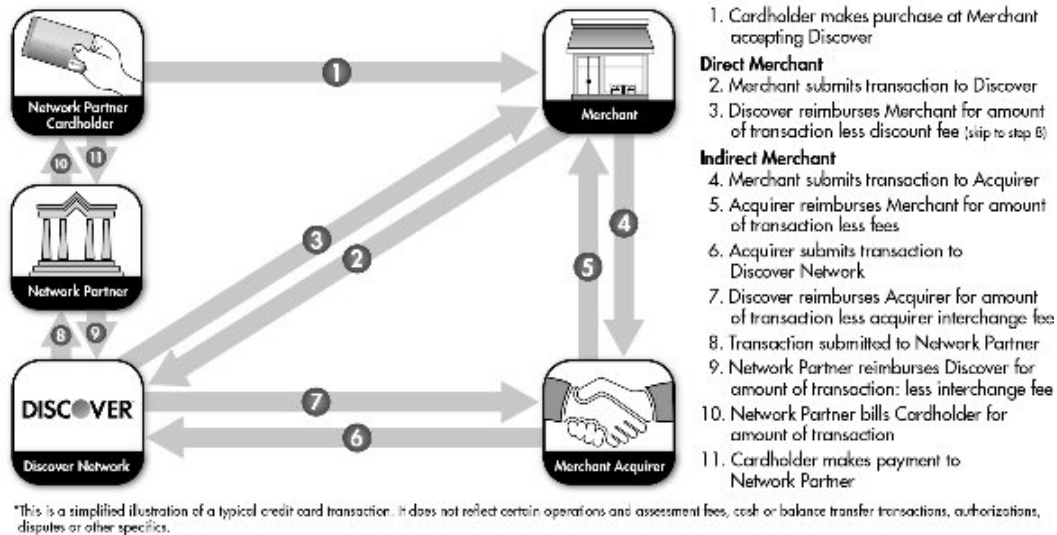 Network Partner
Cardholder
1
Merchant
10
11
Network Partner
3
2
5
4
8
9
DISCOVER
Discover Network
7
6
Merchant Acquirer
1. Cardholder makes purchase at Merchant
accepting Discover
Direct Merchant
2. Merchant submits transaction to Discover
3. Discover reimburses Merchant for amount
of transaction less discount fee (skip to step 8)
Indirect Merchant
4. Merchant submits transaction to Acquirer
5. Acquirer reimburses Merchant for amount
of transaction less fees
6. Acquirer submits transaction to
Discover Network
7. Discover reimburses Acquirer for amount
of transaction less acquirer interchange fee
8. Transaction submitted to Network Partner
9. Network Partner reimburses Discover for
amount of transaction: less interchange fee
10. Network Partner bills Cardholder for
amount of transaction
11. Cardholder makes payment to
Network Partner
*This is a simplified illustration of a typical credit card transaction. It does not reflect certain operations and assessment fees, cash or balance transfer transactions, authorizations,
disputes or other specifics.